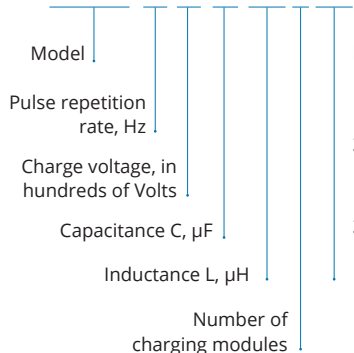 Model
Pulse repetition
rate, Hz
Charge voltage, in
hundreds of Volts
Capacitance C, μF
Inductance L, μH
Number of
charging modules